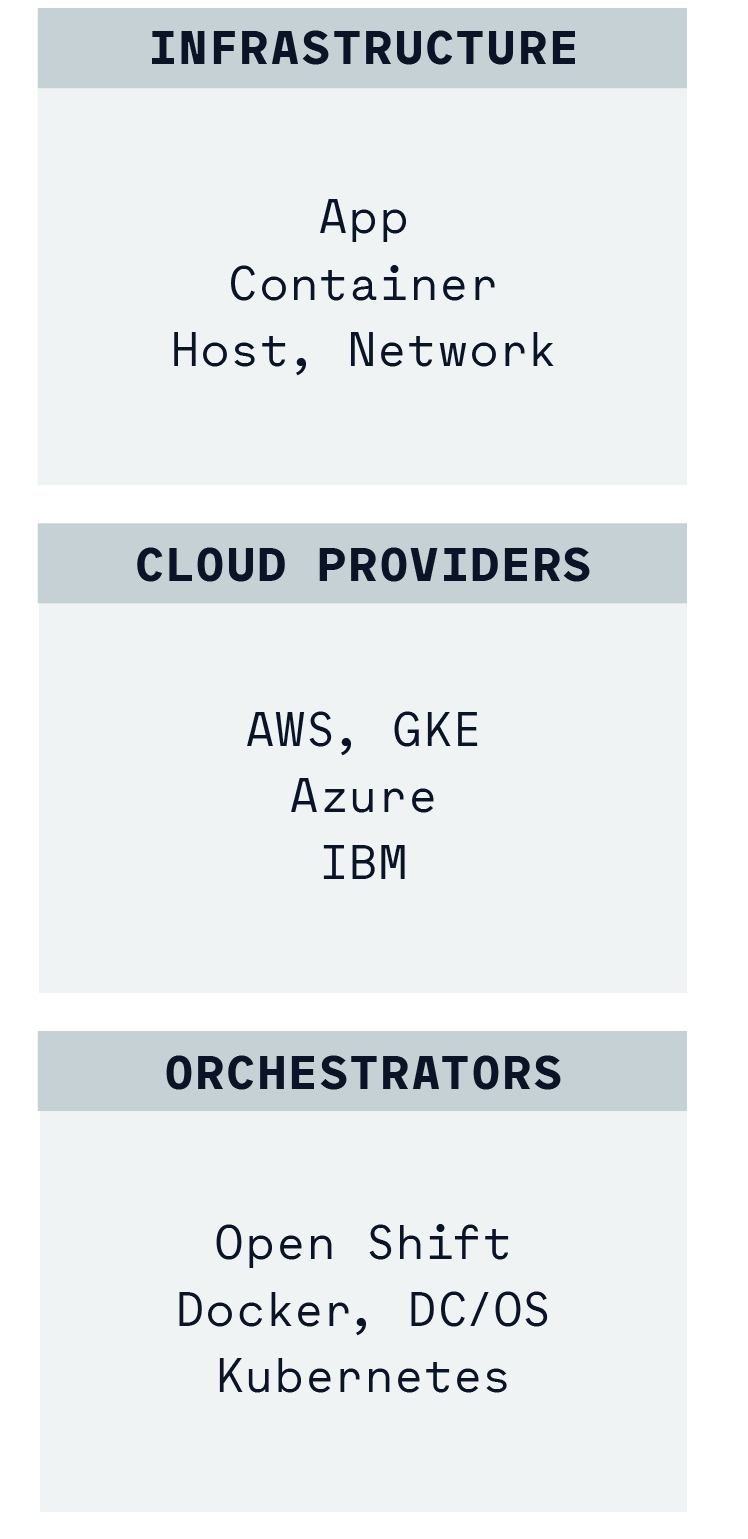 INFRASTRUCTURE
App
Container
Host, Network
CLOUD PROVIDERS
AWS, GKE
Azure
IBM
ORCHESTRATORS
Open Shift
Docker, DC/OS
Kubernetes